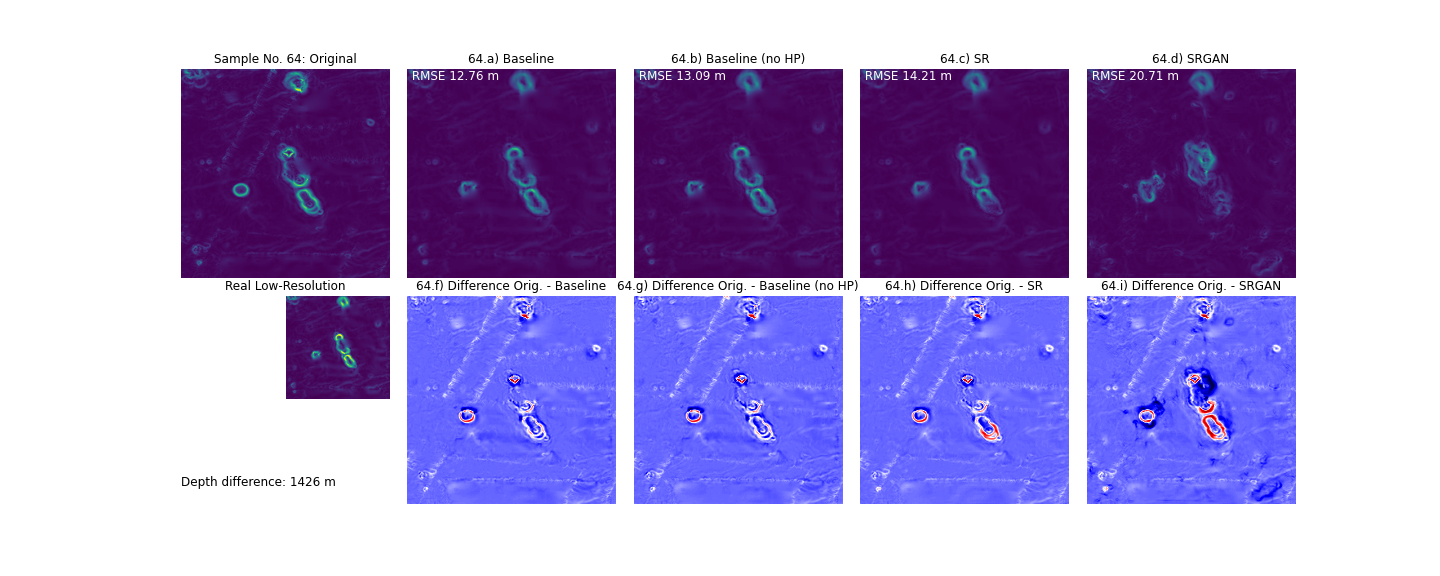 Sample No. 64: Original
64.a) Baseline
64.b) Baseline (no HP)
64.c) SR
64.d) SRGAN
RMSE 12.76 m
RMSE 13.09 m
RMSE 14.21 m
RMSE 20.71 m
Real Low-Resolution
64.f) Difference Orig. - Baseline
64.g) Difference Orig. - Baseline (no HP)
64.h) Difference Orig. - SR
64.i) Difference Orig. - SRGAN
Depth difference: 1426 m